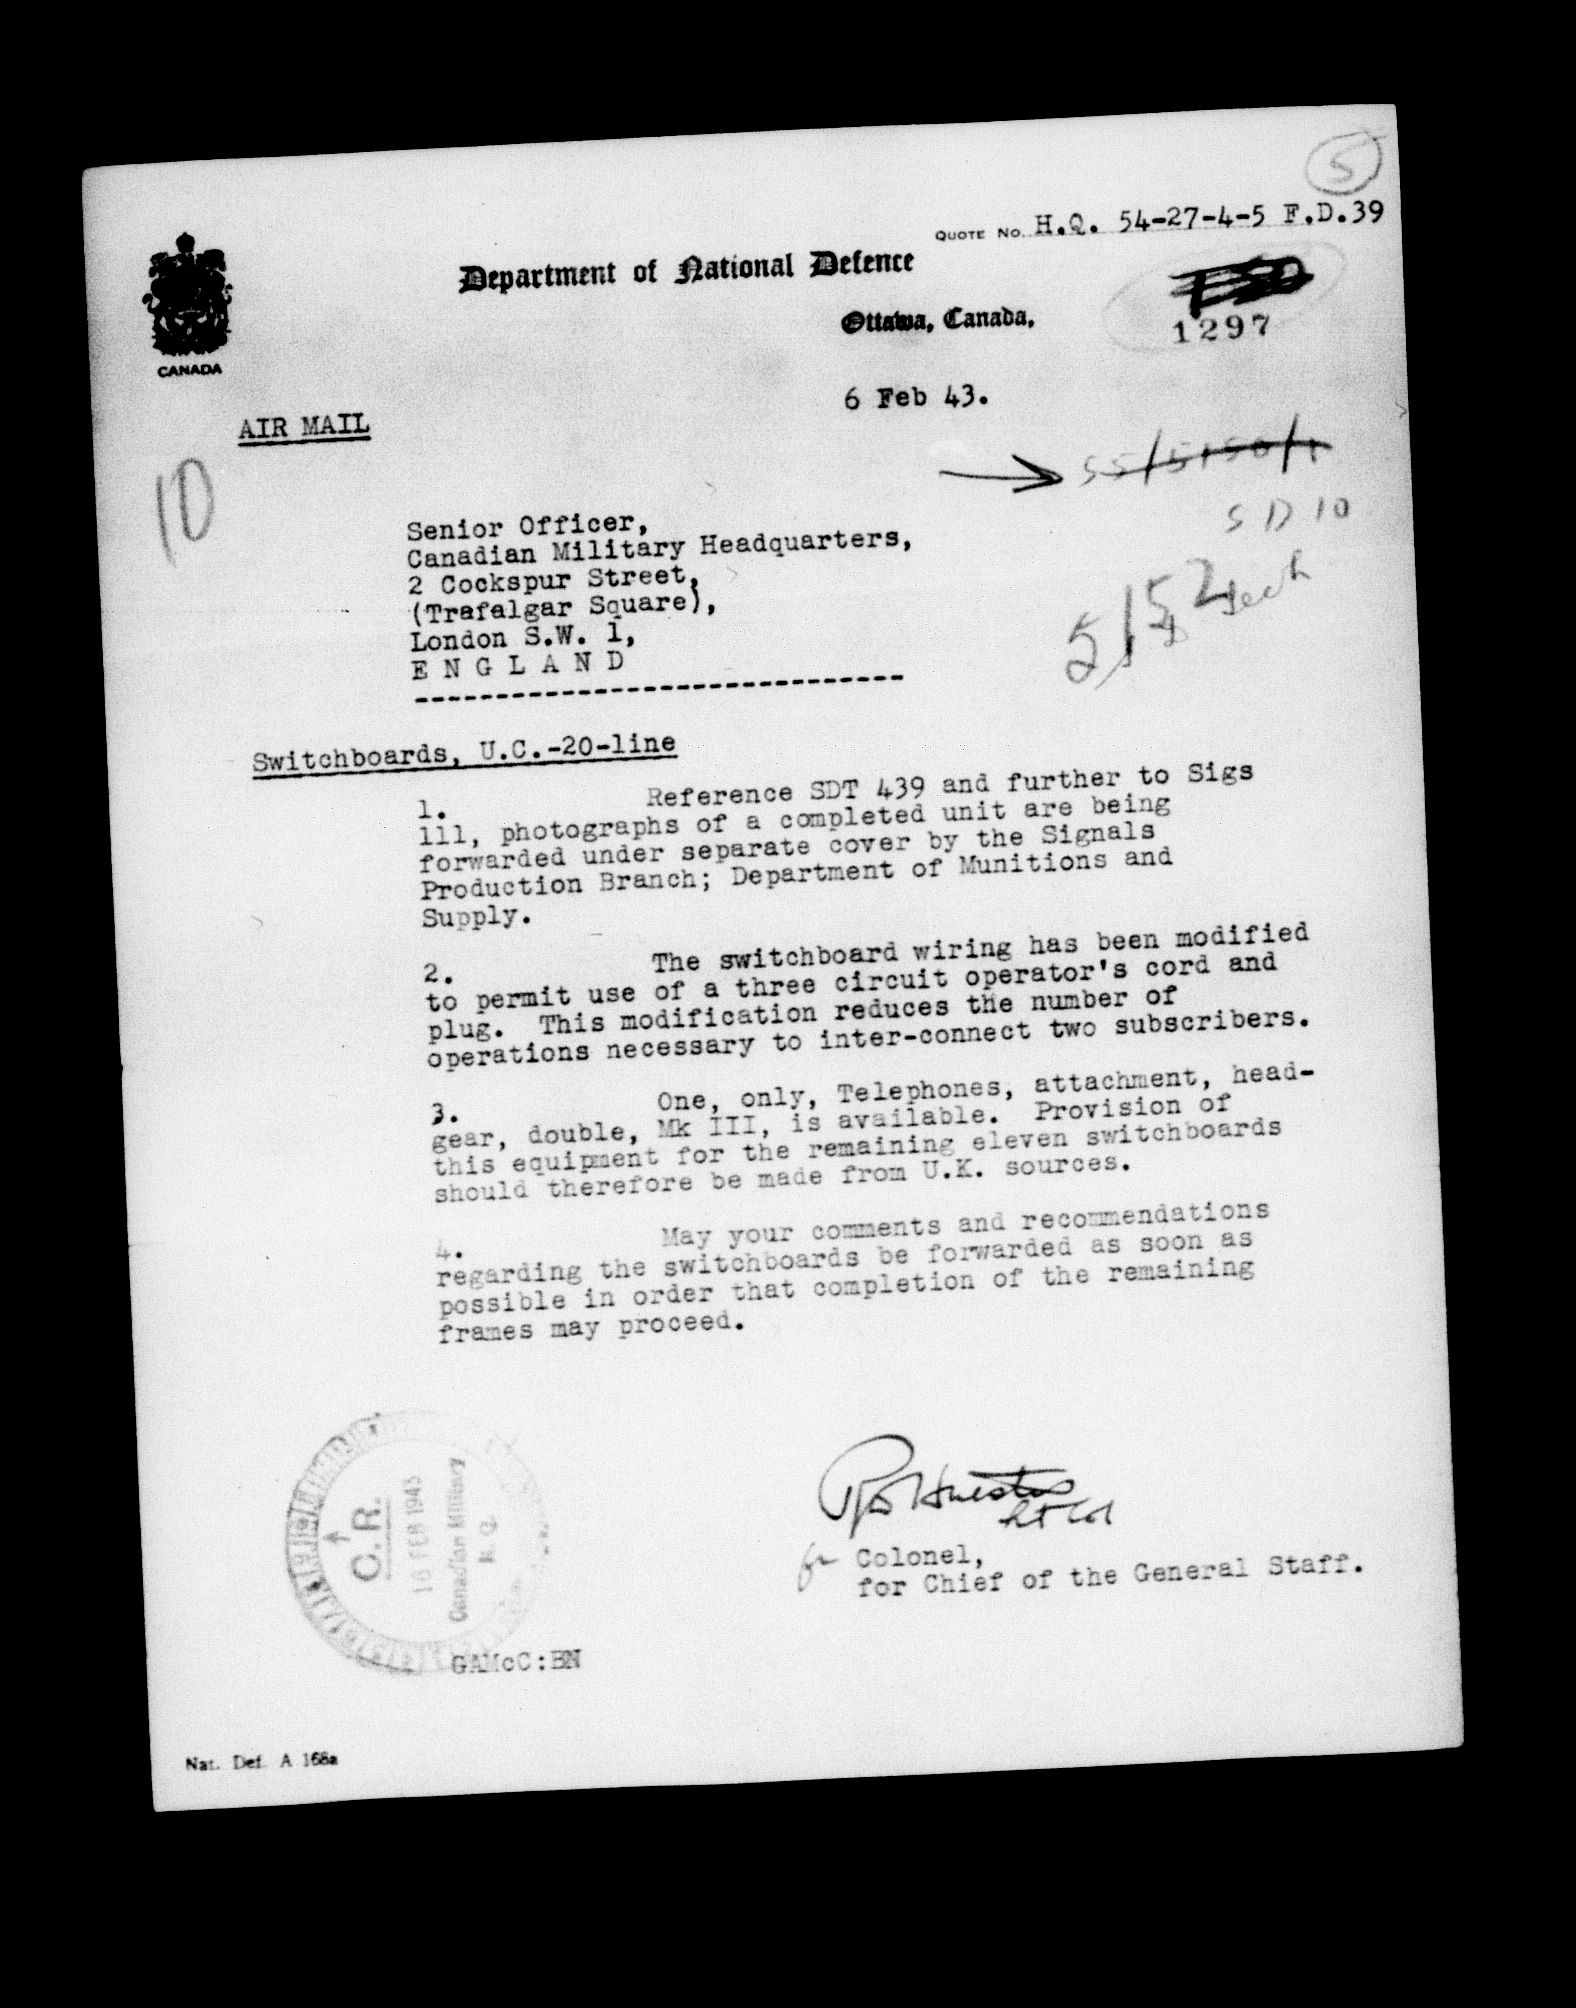 5
QUOTE NO. H.Q. 54-27-4-5 F.D.39
Department of National Defence
Ottawa, Canada,
1297
CANADA
6 Feb 43.
AIR MAIL
10
55/5150/1
S D 10
Senior Officer,
Canadian Military Headquarters,
2 Cockspur Street,
(Trafalgar Square),
London S.W. 1,
E N G L A N D
------------------------------
Switchboards, U.C.-20-line
1. Reference SDT 439 and further to Sigs
111, photographs of a completed unit are being
forwarded under separate cover by the Signals
Production Branch; Department of Munitions and
Supply.
2. The switchboard wiring has been modified
to permit use of a three circuit operator's cord and
plug. This modification reduces the number of
operations necessary to inter-connect two subscribers.
3. One, only, Telephones, attachment, head-
gear, double, Mk III, is available. Provision of
this equipment for the remaining eleven switchboards
should therefore be made from U.K. sources.
4. May your comments and recommendations
regarding the switchboards be forwarded as soon as
possible in order that completion of the remaining
frames may proceed.
C.R.
16 FEB 1943
Canadian Military
H. Q.
Lt Col
for Colonel,
for Chief of the General Staff.
GAMcC:BN
Nat. Def. A 168a